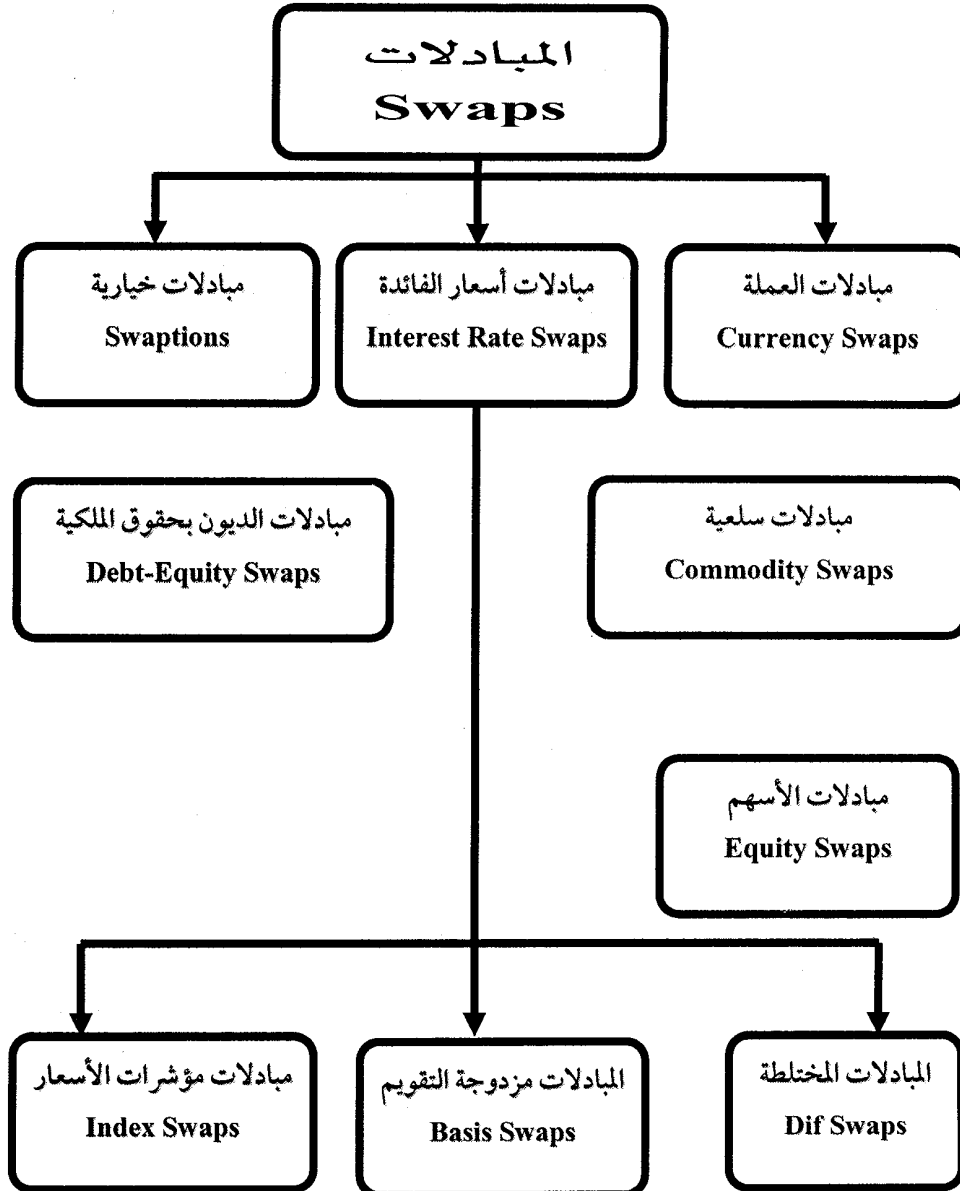 المبادلات
Swaps
مبادلات العملة
Currency Swaps
مبادلات أسعار الفائدة
Interest Rate Swaps
مبادلات خيارية
Swaptions
مبادلات سلعية
Commodity Swaps
مبادلات الديون بحقوق الملكية
Debt-Equity Swaps
مبادلات الأسهم
Equity Swaps
المبادلات المختلطة
Dif Swaps
المبادلات مزدوجة التقويم
Basis Swaps
مبادلات مؤشرات الأسعار
Index Swaps